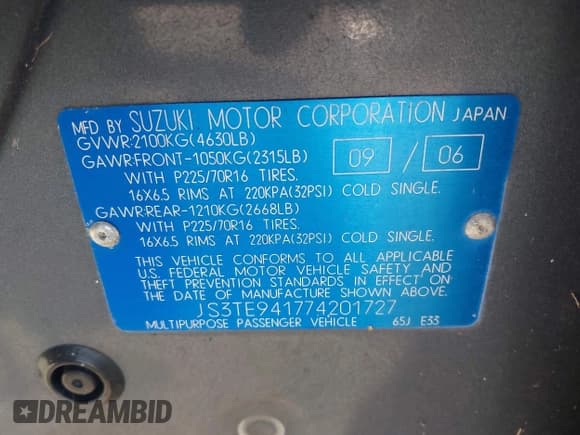 MFD BY SUZUKI MOTOR CORPORATION JAPAN
GVWR:2100KG(4630LB)
GAWR:FRONT-1050KG(2315LB) 09 / 06
WITH P225/70R16 TIRES.
16X6.5 RIMS AT 220KPA(32PSI) COLD SINGLE.
GAWR:REAR-1210KG(2668LB)
WITH P225/70R16 TIRES.
16X6.5 RIMS AT 220KPA(32PSI) COLD SINGLE.
THIS VEHICLE CONFORMS TO ALL APPLICABLE
U.S. FEDERAL MOTOR VEHICLE SAFETY AND
THEFT PREVENTION STANDARDS IN EFFECT ON
THE DATE OF MANUFACTURE SHOWN ABOVE.
JS3TE941774201727
MULTIPURPOSE PASSENGER VEHICLE 65J E33
DREAMBID